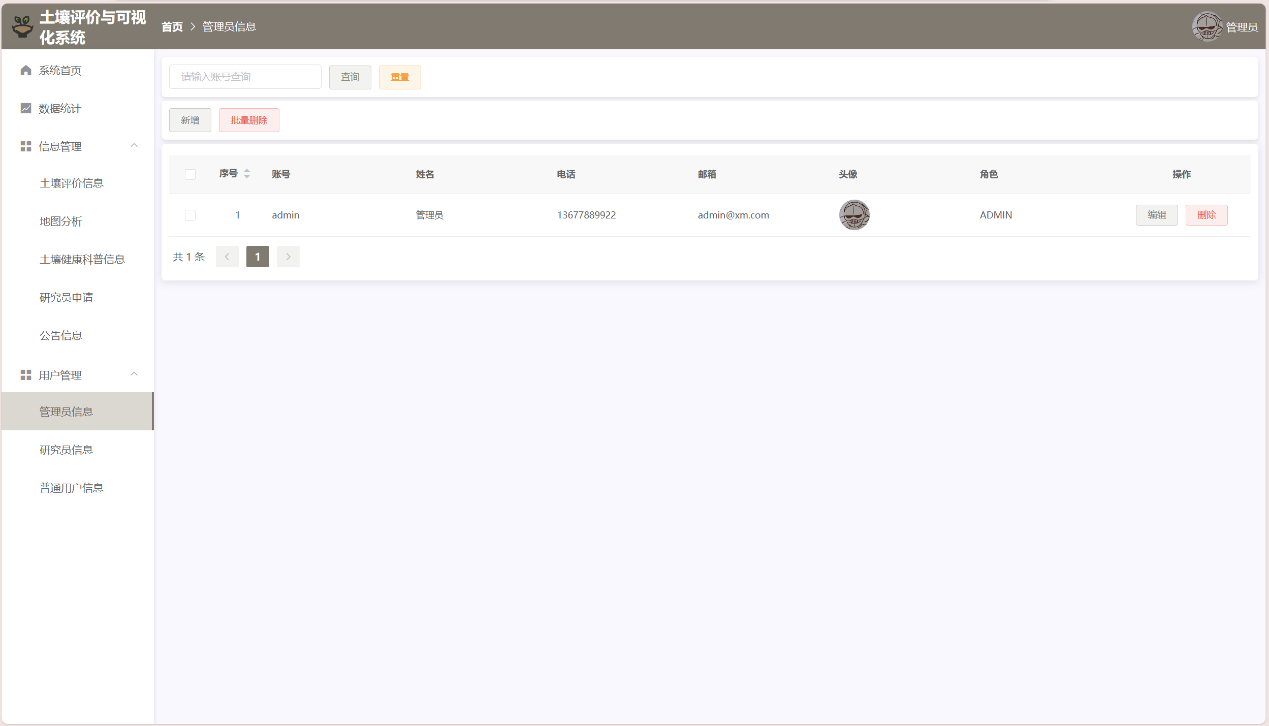 土壤评价与可视
化系统
首页 > 管理员信息
管理员
系统首页
数据统计
信息管理
土壤评价信息
地图分析
土壤健康科普信息
研究员申请
公告信息
用户管理
管理员信息
研究员信息
普通用户信息
请输入账号查询 查询 重置
新增 批量删除
序号 账号 姓名 电话 邮箱 头像 角色 操作
1 admin 管理员 13677889922 admin@xm.com ADMIN 编辑 删除
共 1 条 < 1 >